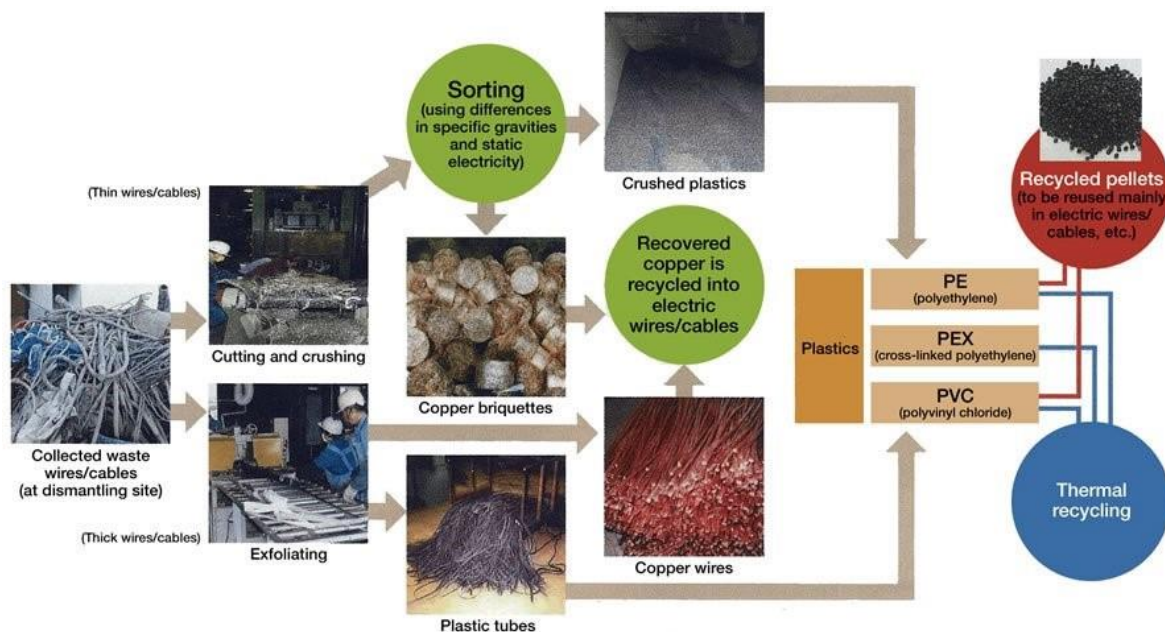 Sorting
(using differences
in specific gravities
and static
electricity)
Crushed plastics
Recycled pellets
(to be reused mainly
in electric wires/
cables, etc.)
(Thin wires/cables)
Cutting and crushing
Copper briquettes
Recovered
copper is
recycled into
electric
wires/cables
Plastics
PE
(polyethylene)
PEX
(cross-linked polyethylene)
PVC
(polyvinyl chloride)
Collected waste
wires/cables
(at dismantling site)
(Thick wires/cables)
Exfoliating
Plastic tubes
Copper wires
Thermal
recycling